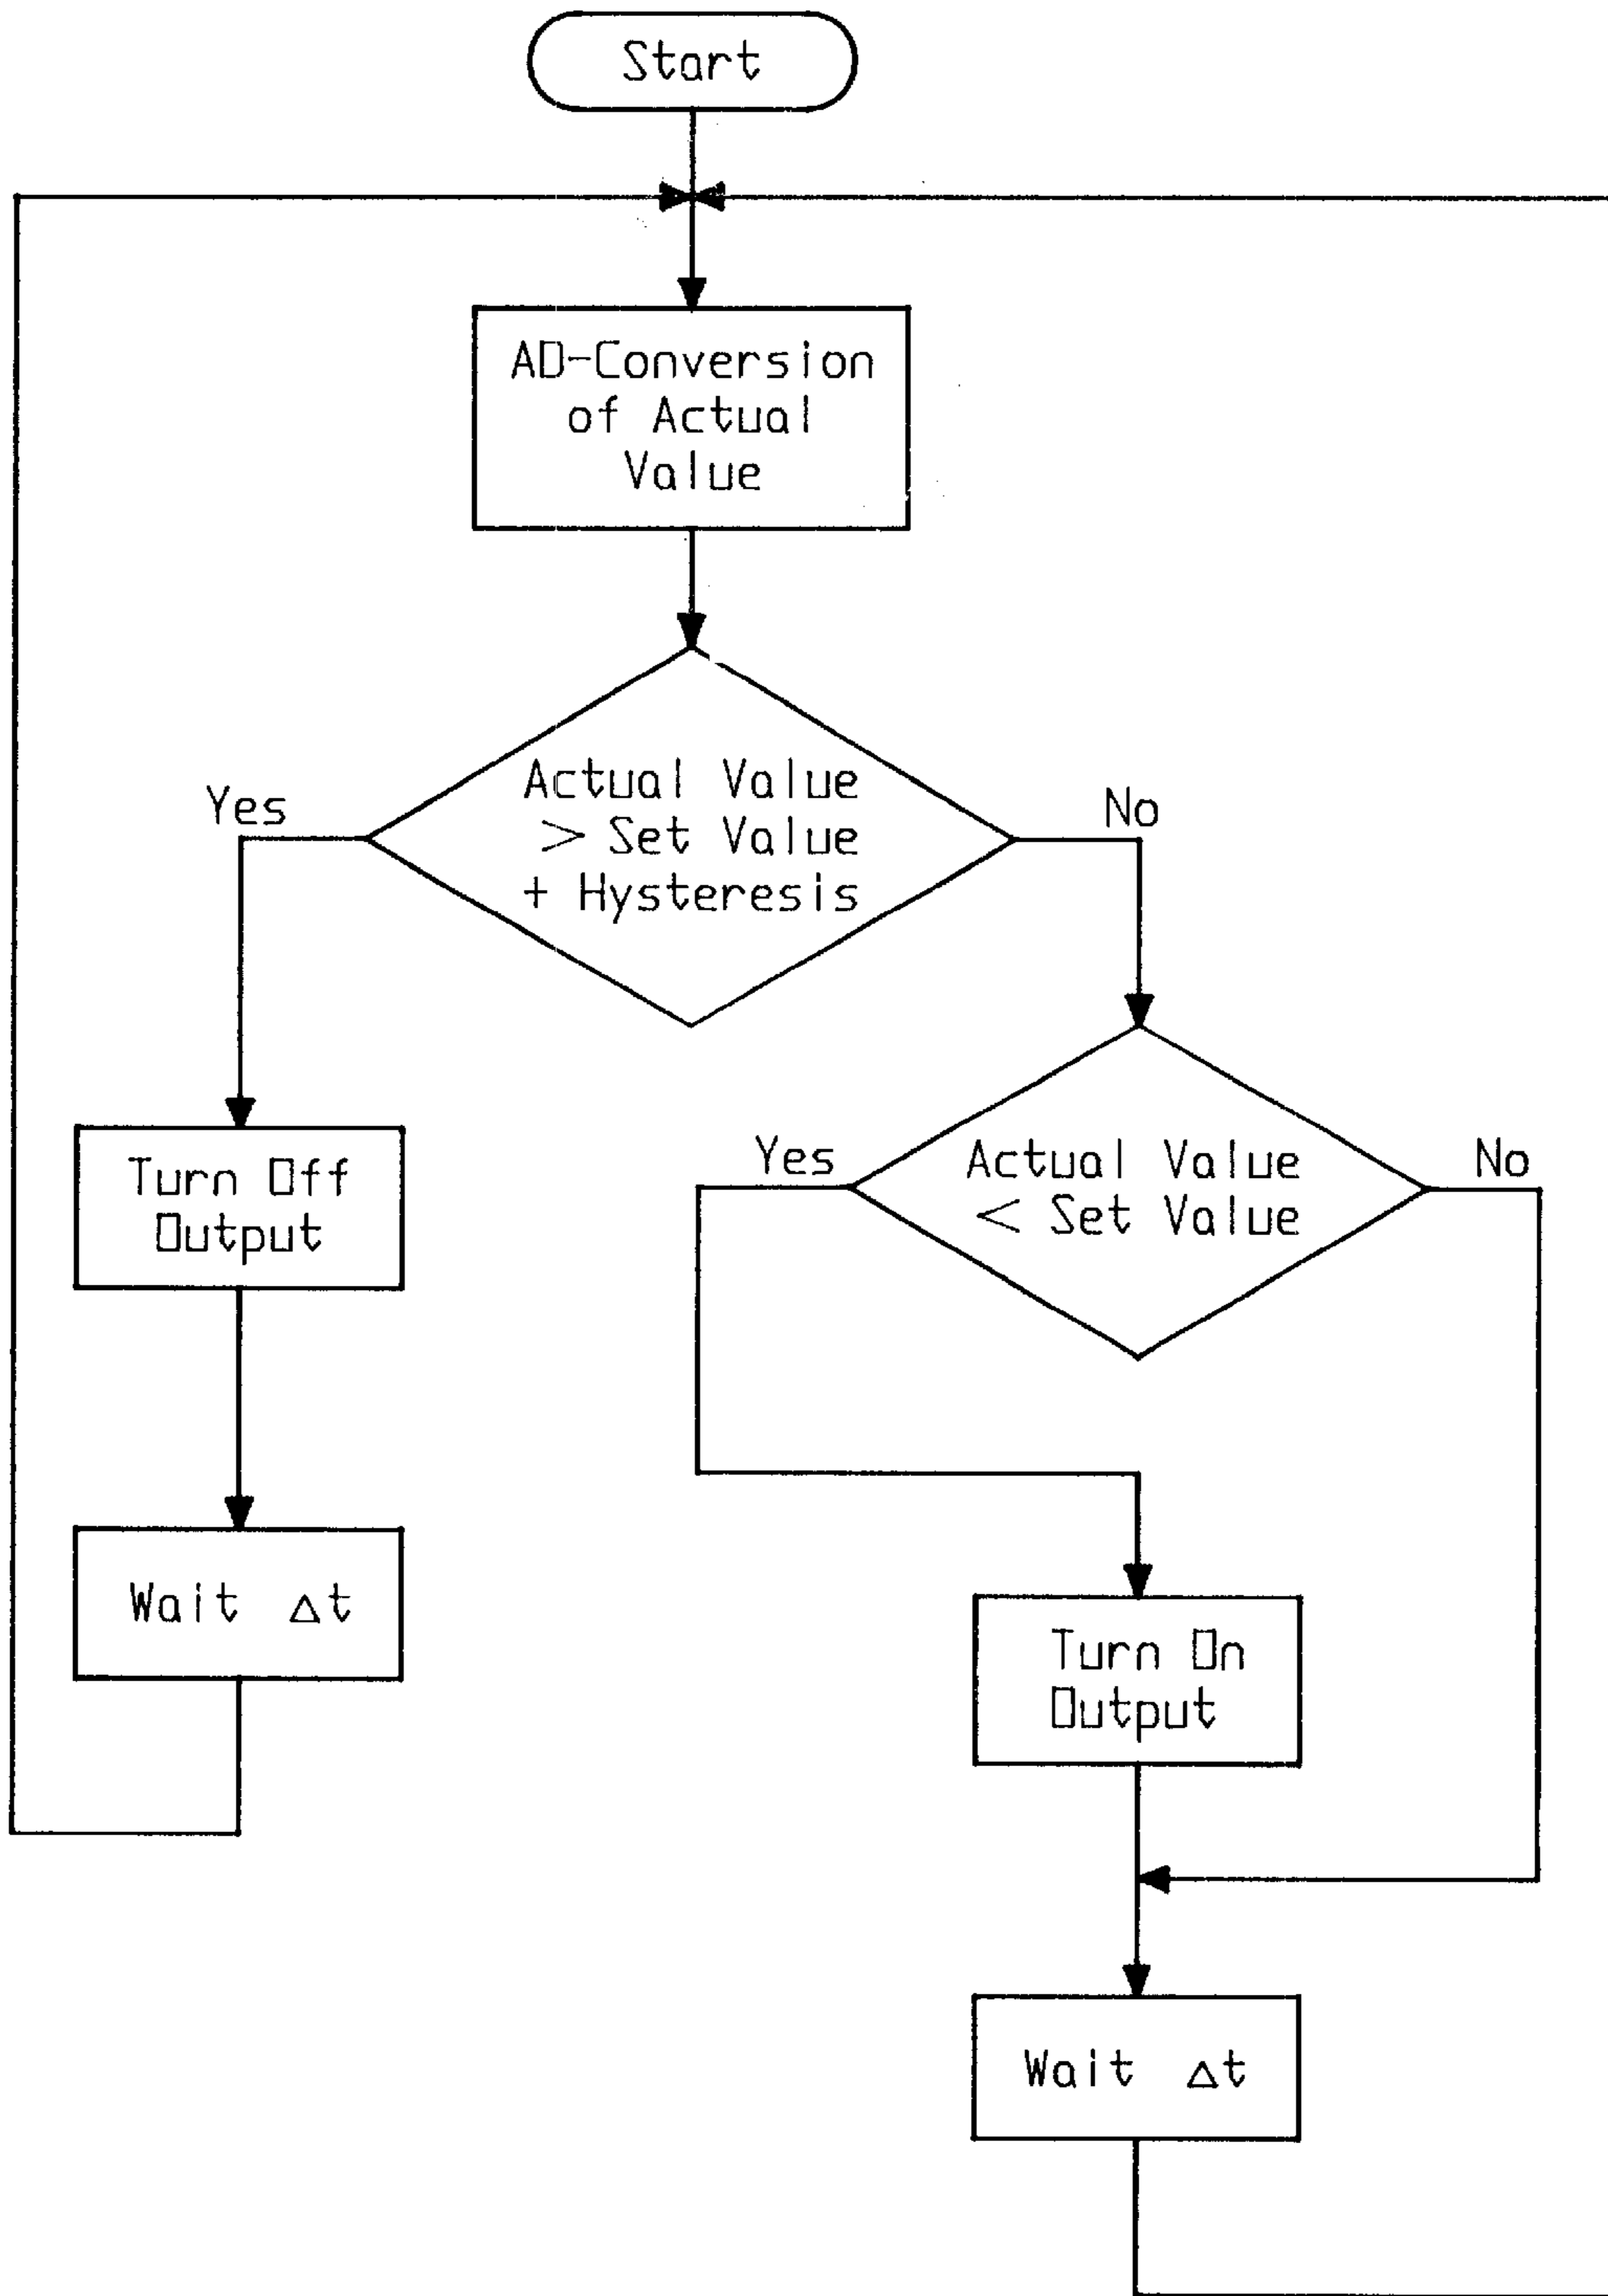 Start
AD-Conversion
of Actual
Value
Actual Value
> Set Value
+ Hysteresis
Yes
No
Turn Off
Output
Wait Δt
Actual Value
< Set Value
Yes
No
Turn On
Output
Wait Δt